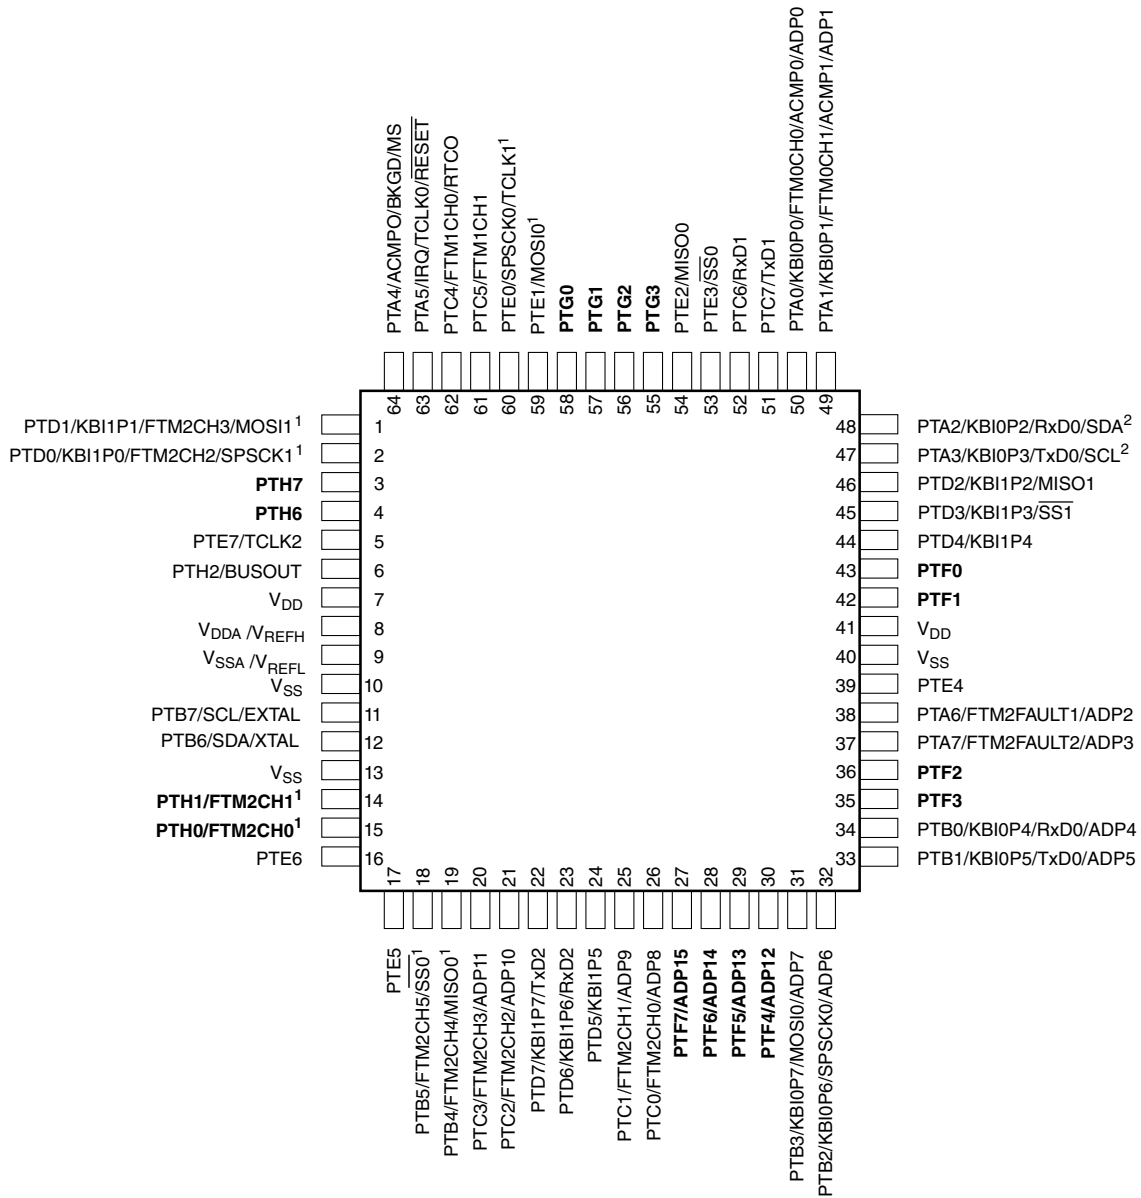 PTA4/ACMPO/BKGD/MS
PTA5/IRQ/TCLK0/RESET
PTC4/FTM1CH0/RTCO
PTC5/FTM1CH1
PTE0/SPSCK0/TCLK1¹
PTE1/MOSI0¹
PTG0
PTG1
PTG2
PTG3
PTE2/MISO0
PTE3/SS0
PTC6/RxD1
PTC7/TxD1
PTA0/KBI0P0/FTM0CH0/ACMP0/ADP0
PTA1/KBI0P1/FTM0CH1/ACMP1/ADP1
64
63
62
61
60
59
58
57
56
55
54
53
52
51
50
49
PTD1/KBI1P1/FTM2CH3/MOSI1¹ 1
PTD0/KBI1P0/FTM2CH2/SPSCK1¹ 2
PTH7 3
PTH6 4
PTE7/TCLK2 5
PTH2/BUSOUT 6
VDD 7
VDDA /VREFH 8
VSSA /VREFL 9
VSS 10
PTB7/SCL/EXTAL 11
PTB6/SDA/XTAL 12
VSS 13
PTH1/FTM2CH1¹ 14
PTH0/FTM2CH0¹ 15
PTE6 16
48 PTA2/KBI0P2/RxD0/SDA²
47 PTA3/KBI0P3/TxD0/SCL²
46 PTD2/KBI1P2/MISO1
45 PTD3/KBI1P3/SS1
44 PTD4/KBI1P4
43 PTF0
42 PTF1
41 VDD
40 VSS
39 PTE4
38 PTA6/FTM2FAULT1/ADP2
37 PTA7/FTM2FAULT2/ADP3
36 PTF2
35 PTF3
34 PTB0/KBI0P4/RxD0/ADP4
33 PTB1/KBI0P5/TxD0/ADP5
17
18
19
20
21
22
23
24
25
26
27
28
29
30
31
32
PTE5
PTB5/FTM2CH5/SS0¹
PTB4/FTM2CH4/MISO0¹
PTC3/FTM2CH3/ADP11
PTC2/FTM2CH2/ADP10
PTD7/KBI1P7/TxD2
PTD6/KBI1P6/RxD2
PTD5/KBI1P5
PTC1/FTM2CH1/ADP9
PTC0/FTM2CH0/ADP8
PTF7/ADP15
PTF6/ADP14
PTF5/ADP13
PTF4/ADP12
PTB3/KBI0P7/MOSI0/ADP7
PTB2/KBI0P6/SPSCK0/ADP6